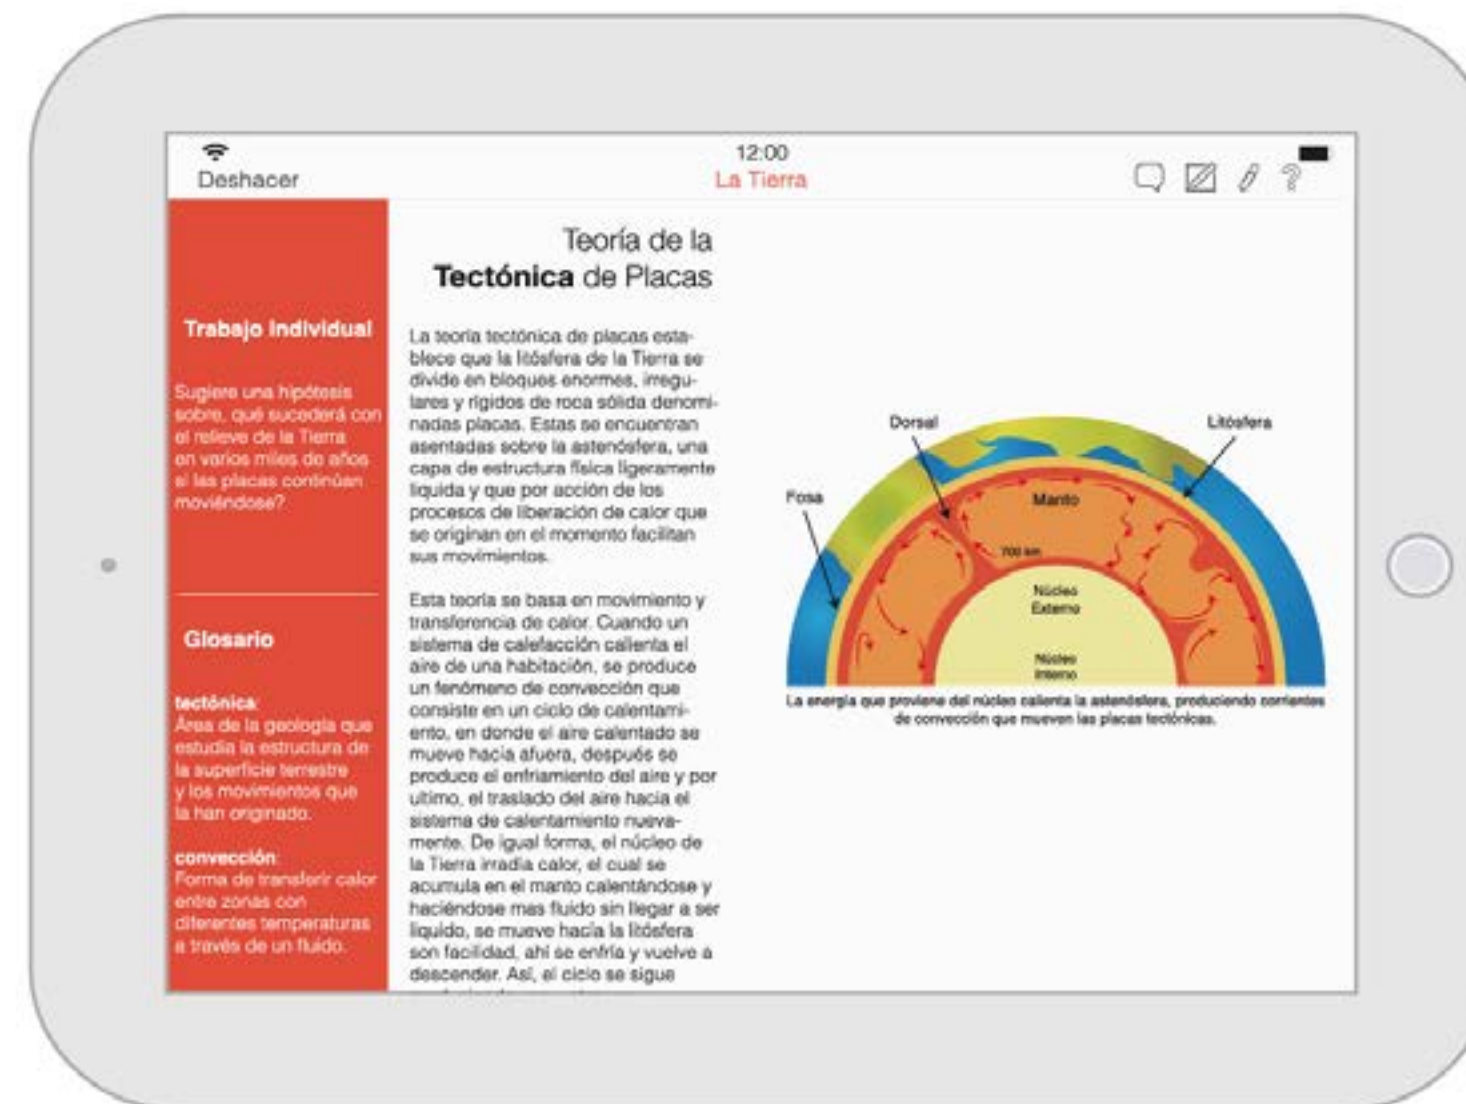 12:00
Deshacer
La Tierra
Trabajo Individual
Sugiere una hipótesis
sobre, qué sucederá con
el relieve de la Tierra
en varios miles de años
si las placas continúan
moviéndose?
Glosario
tectónica:
Área de la geología que
estudia la estructura de
la superficie terrestre
y los movimientos que
la han originado.
convección:
Forma de transferir calor
entre zonas con
diferentes temperaturas
a través de un fluido.
Teoría de la
Tectónica de Placas
La teoría tectónica de placas esta-
blece que la litósfera de la Tierra se
divide en bloques enormes, irregu-
lares y rígidos de roca sólida denomi-
nadas placas. Estas se encuentran
asentadas sobre la astenósfera, una
capa de estructura física ligeramente
liquida y que por acción de los
procesos de liberación de calor que
se originan en el momento facilitan
sus movimientos.
Esta teoría se basa en movimiento y
transferencia de calor. Cuando un
sistema de calefacción calienta el
aire de una habitación, se produce
un fenómeno de convección que
consiste en un ciclo de calentami-
ento, en donde el aire calentado se
mueve hacia afuera, después se
produce el enfriamiento del aire y por
ultimo, el traslado del aire hacia el
sistema de calentamiento nueva-
mente. De igual forma, el núcleo de
la Tierra irradia calor, el cual se
acumula en el manto calentándose y
haciéndose mas fluido sin llegar a ser
liquido, se mueve hacia la litósfera
son facilidad, ahí se enfría y vuelve a
descender. Así, el ciclo se sigue
Dorsal
Litósfera
Fosa
Manto
700 km
Núcleo
Externo
Núcleo
Interno
La energía que proviene del núcleo calienta la astenósfera, produciendo corrientes
de convección que mueven las placas tectónicas.